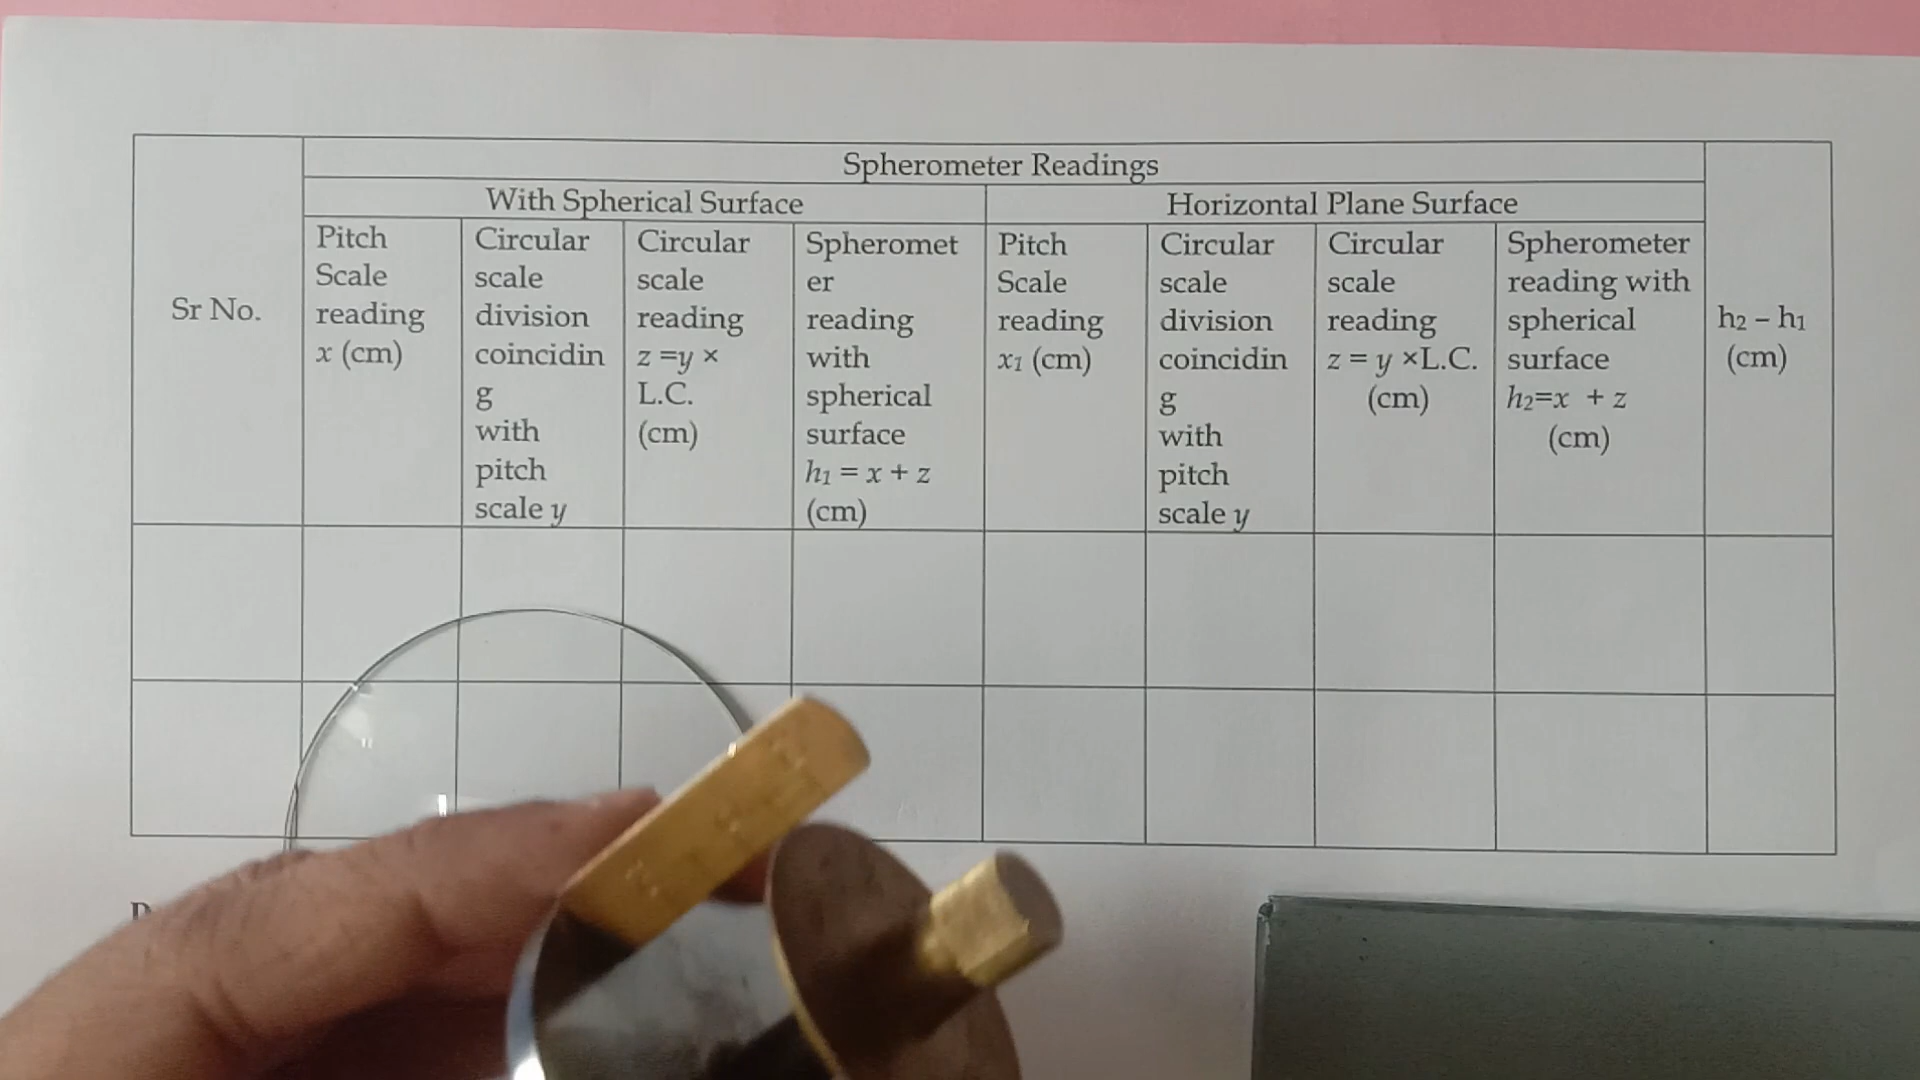 Spherometer Readings
With Spherical Surface
Horizontal Plane Surface
Sr No.
Pitch
Scale
reading
x (cm)
Circular
scale
division
coincidin
g
with
pitch
scale y
Circular
scale
reading
z =y ×
L.C.
(cm)
Spheromet
er
reading
with
spherical
surface
h₁ = x + z
(cm)
Pitch
Scale
reading
x₁ (cm)
Circular
scale
division
coincidin
g
with
pitch
scale y
Circular
scale
reading
z = y ×L.C.
(cm)
Spherometer
reading with
spherical
surface
h₂=x + z
(cm)
h₂ – h₁
(cm)